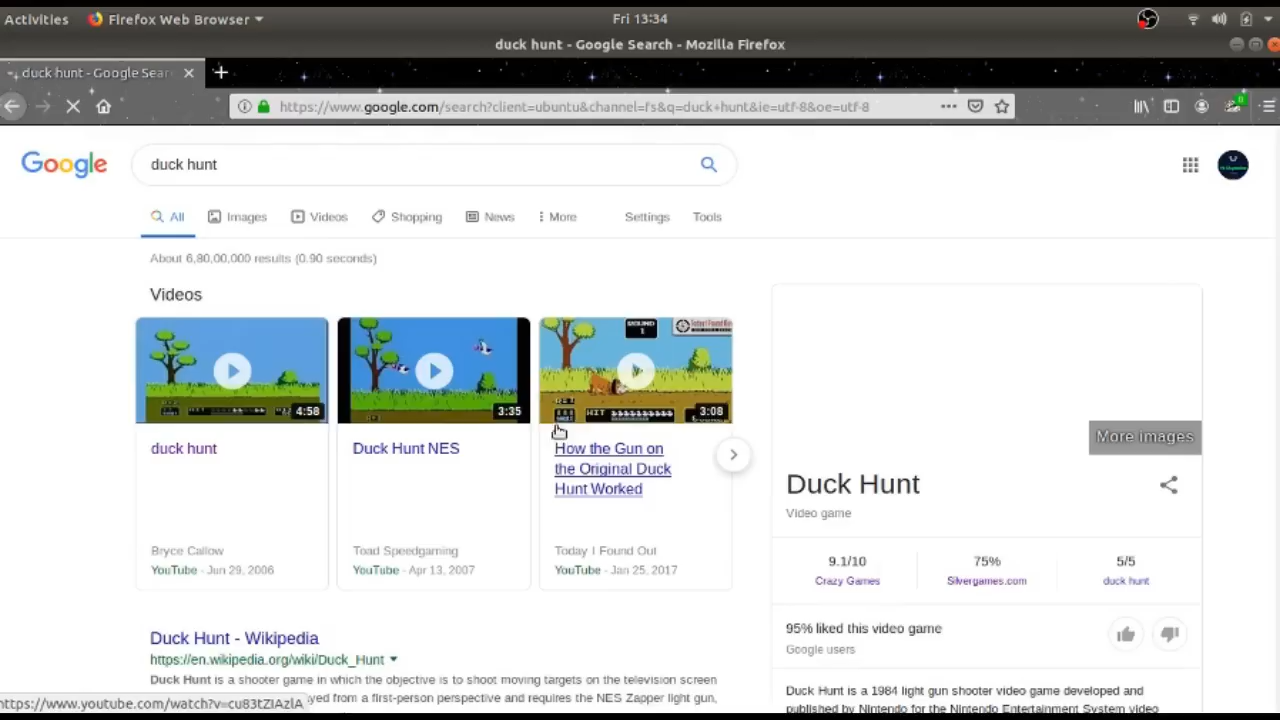 Activities Firefox Web Browser Fri 13:34
duck hunt - Google Search - Mozilla Firefox
duck hunt - Google Sear
https://www.google.com/search?client=ubuntu&channel=fs&q=duck+hunt&ie=utf-8&oe=utf-8
0
Google duck hunt
All Images Videos Shopping News More Settings Tools
About 6,80,00,000 results (0.90 seconds)
Videos
4:58
3:35
ROUND
1
HIT
3:08
duck hunt
Bryce Callow
YouTube - Jun 29, 2006
Duck Hunt NES
Toad Speedgaming
YouTube - Apr 13, 2007
How the Gun on
the Original Duck
Hunt Worked
Today I Found Out
YouTube - Jan 25, 2017
More images
Duck Hunt
Video game
9.1/10 75% 5/5
Crazy Games Silvergames.com duck hunt
95% liked this video game
Google users
Duck Hunt is a 1984 light gun shooter video game developed and
published by Nintendo for the Nintendo Entertainment System video
Duck Hunt - Wikipedia
https://en.wikipedia.org/wiki/Duck_Hunt
Duck Hunt is a shooter game in which the objective is to shoot moving targets on the television screen
yed from a first-person perspective and requires the NES Zapper light gun,
https://www.youtube.com/watch?v=cu83tZIAzlA